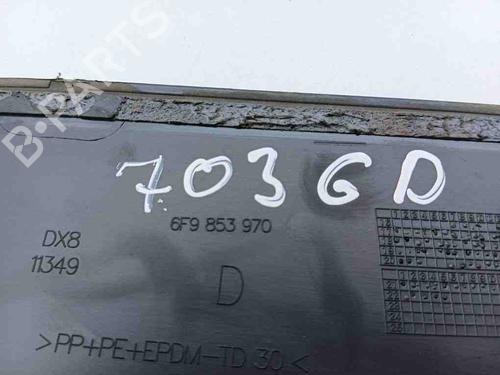 B-PARTS
703GD
6F9 853 970
DX8
11349
D
>PP+PE+EPDM-TD 30<